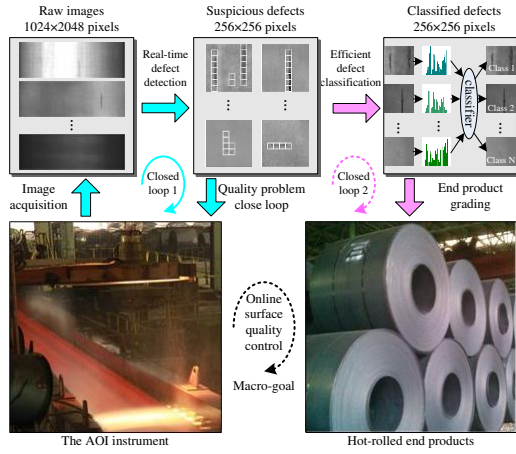 Raw images
1024×2048 pixels
Suspicious defects
256×256 pixels
Classified defects
256×256 pixels
Real-time
defect
detection
Efficient
defect
classification
Class 1
Class 2
Class N
classifier
Image
acquisition
Closed
loop 1
Quality problem
close loop
Closed
loop 2
End product
grading
Online
surface
quality
control
Macro-goal
The AOI instrument
Hot-rolled end products